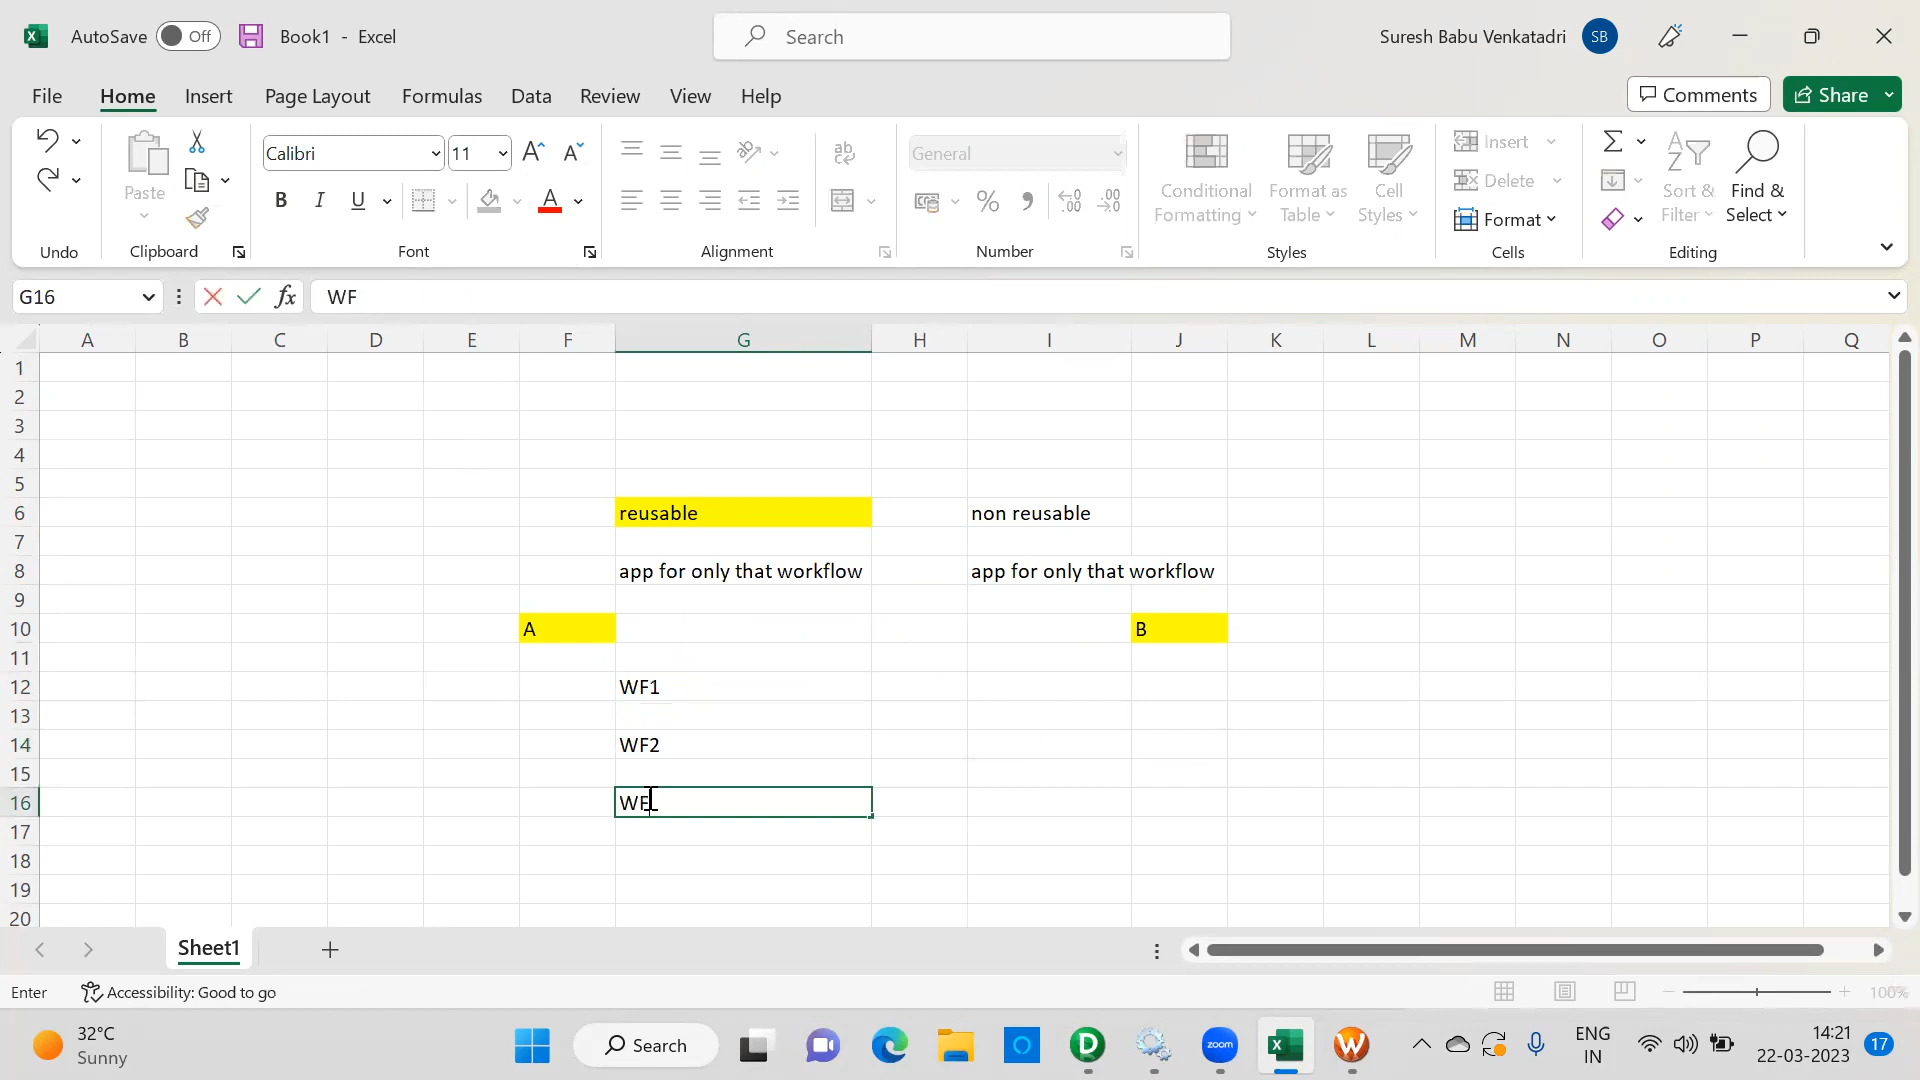 AutoSave Off Book1 - Excel Search Suresh Babu Venkatadri SB
File Home Insert Page Layout Formulas Data Review View Help Comments Share
Calibri 11 General Insert
Paste Conditional Format as Cell Delete Sort & Find &
B I U Formatting Table Styles Format Filter Select
Undo Clipboard Font Alignment Number Styles Cells Editing
G16 fx WF
A B C D E F G H I J K L M N O P Q
1
2
3
4
5
6 reusable non reusable
7
8 app for only that workflow app for only that workflow
9
10 A B
11
12 WF1
13
14 WF2
15
16 WF
17
18
19
20
Sheet1
Enter Accessibility: Good to go 100%
32°C
Sunny
Search
zoom
ENG
IN
14:21
22-03-2023
17